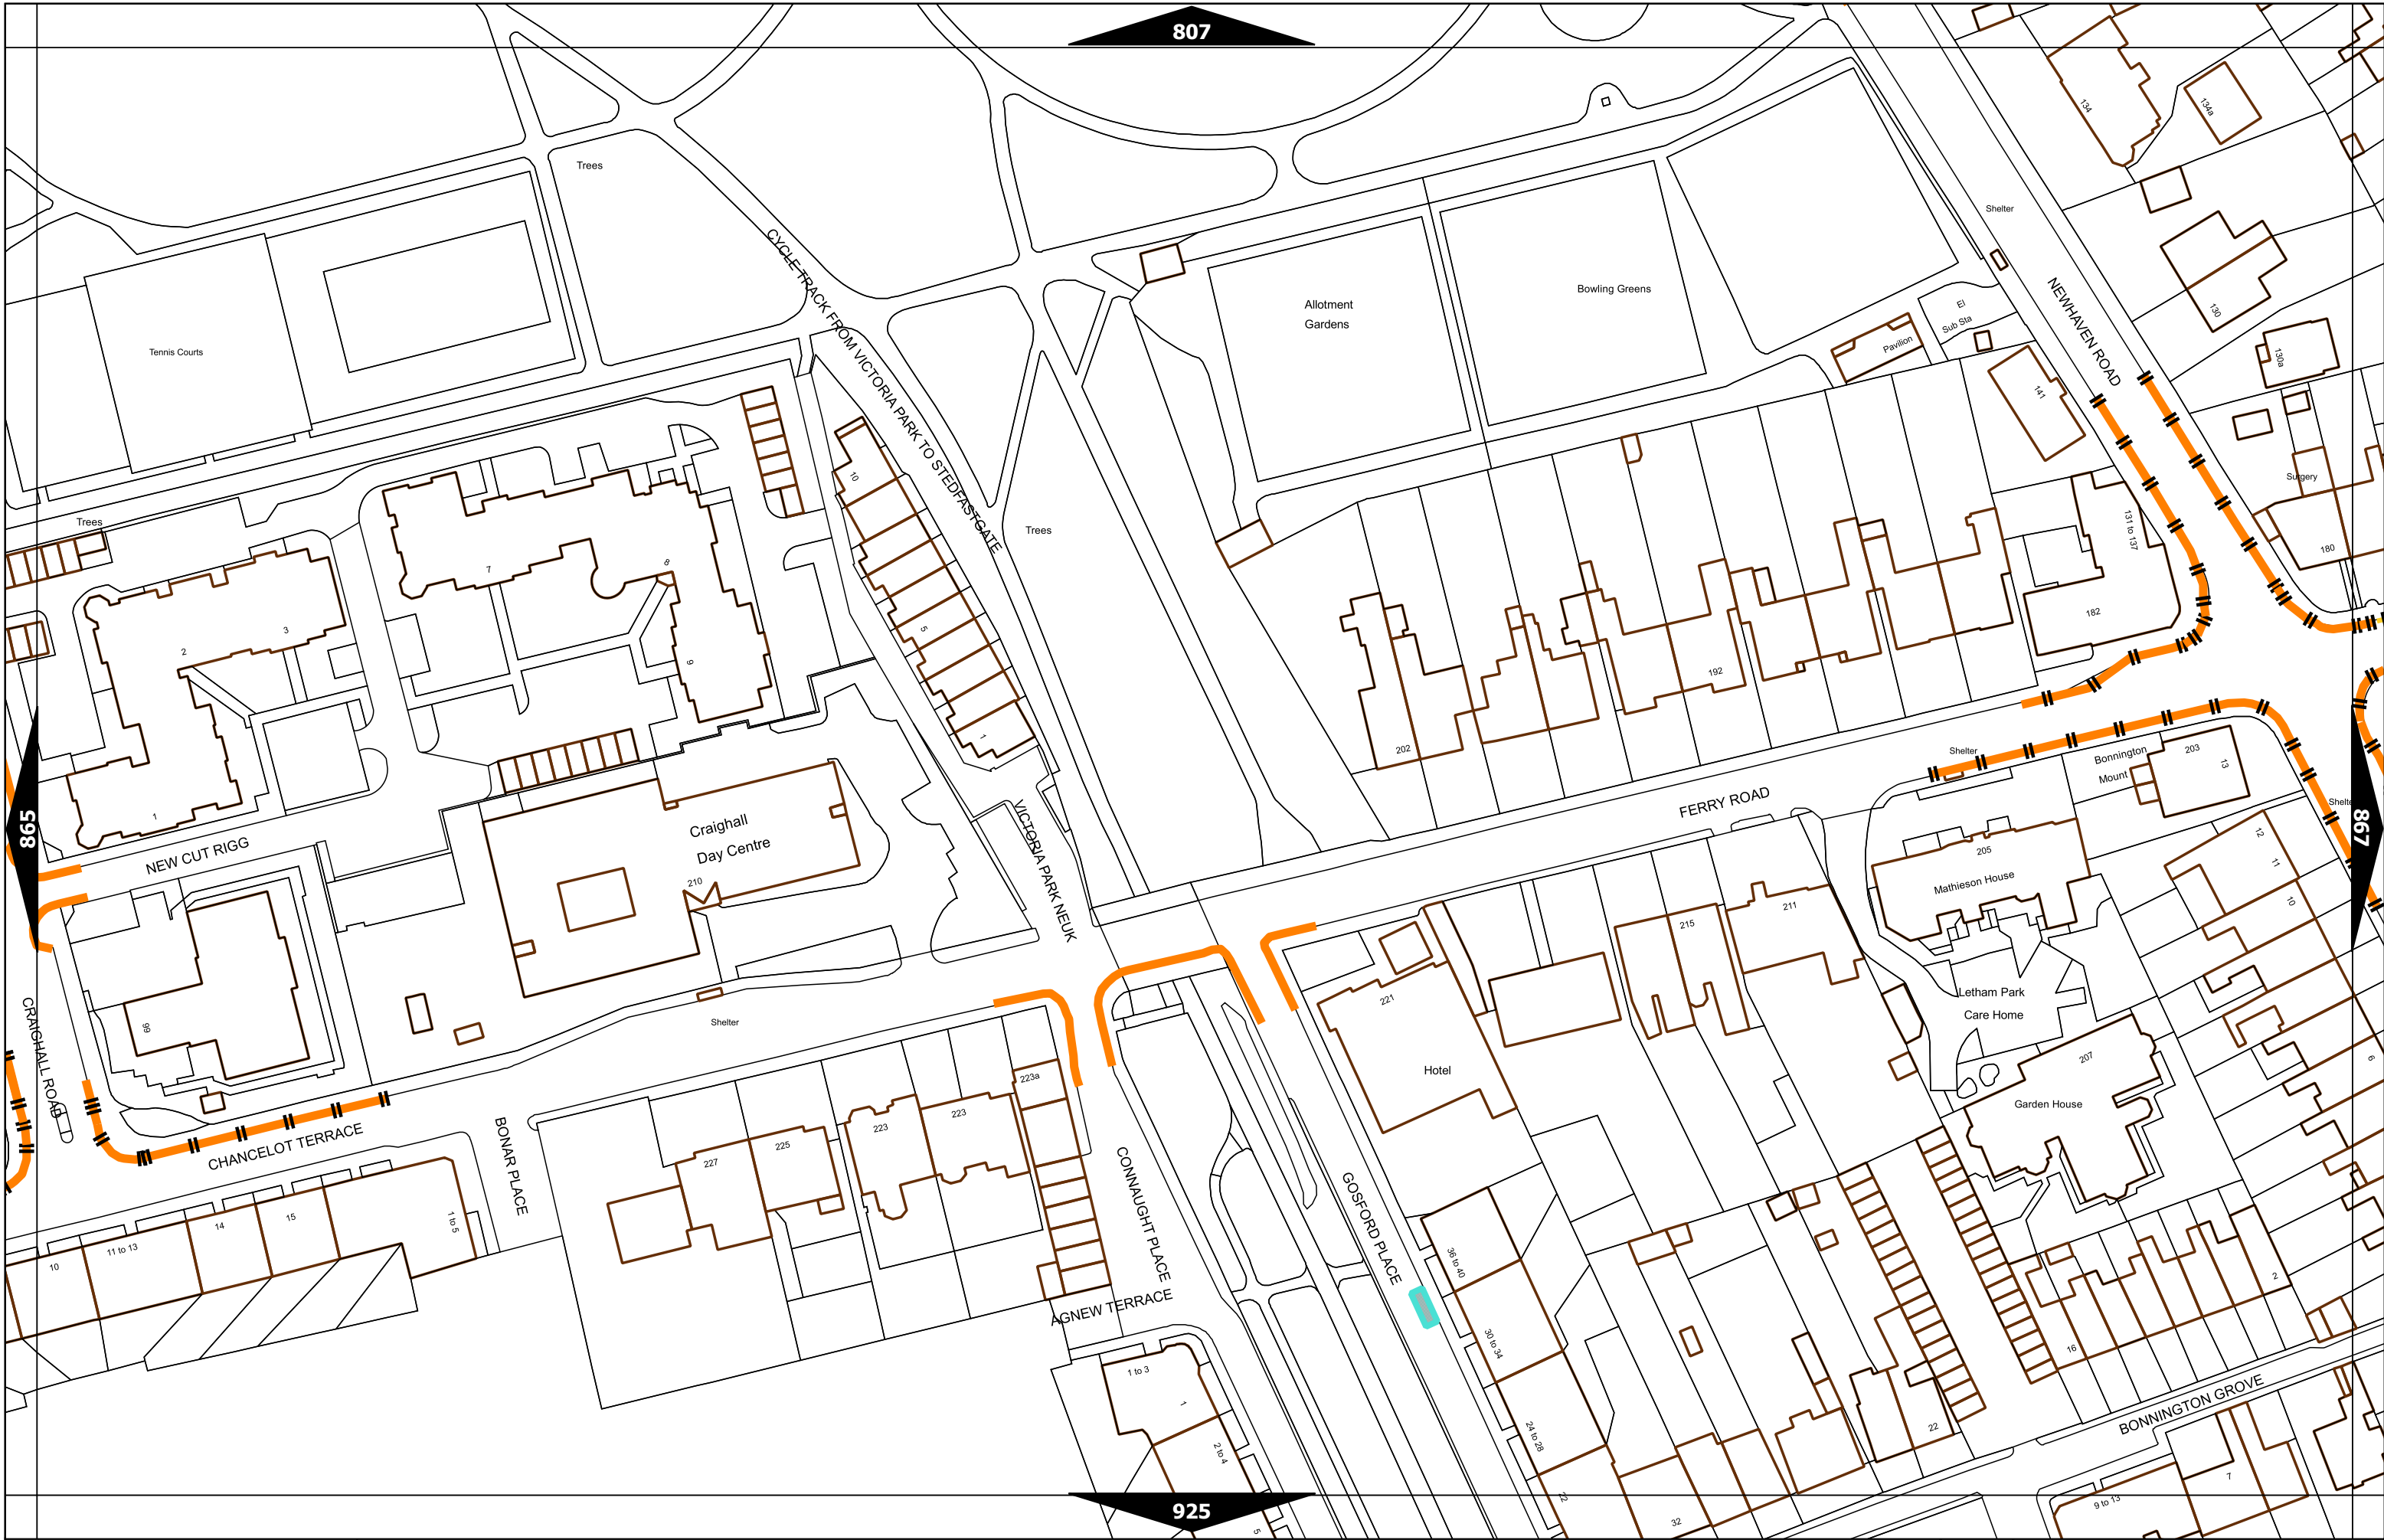 807
134
134a
Trees
Shelter
CYCLE TRACK FROM VICTORIA PARK TO STEDFASTGATE
NEWHAVEN ROAD
Allotment
Gardens
Bowling Greens
El
Sub Sta
Pavilion
130
130a
Tennis Courts
141
Surgery
10
Trees
Trees
131 to 137
180
7
8
5
9
182
3
2
1
1
192
202
Shelter
Bonnington
Mount
203
13
Shelte
865
867
NEW CUT RIGG
Craighall
Day Centre
210
VICTORIA PARK NEUK
FERRY ROAD
205
Mathieson House
12
11
10
211
215
221
Hotel
Letham Park
Care Home
99
CRAIGHALL ROAD
Shelter
207
Garden House
6
223a
223
223
225
227
CHANCELOT TERRACE
BONAR PLACE
CONNAUGHT PLACE
GOSFORD PLACE
1 to 5
15
14
11 to 13
10
36 to 40
30 to 34
24 to 28
22
AGNEW TERRACE
1 to 3
1
2 to 4
5
2
16
22
32
BONNINGTON GROVE
7
9 to 13
925